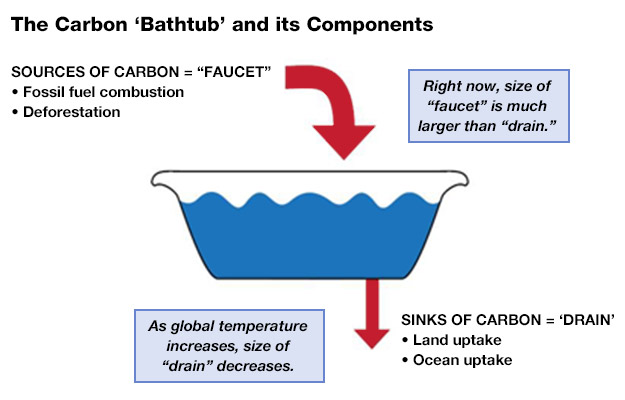 The Carbon ‘Bathtub’ and its Components
SOURCES OF CARBON = “FAUCET”
• Fossil fuel combustion
• Deforestation
Right now, size of
“faucet” is much
larger than “drain.”
As global temperature
increases, size of
“drain” decreases.
SINKS OF CARBON = ‘DRAIN’
• Land uptake
• Ocean uptake